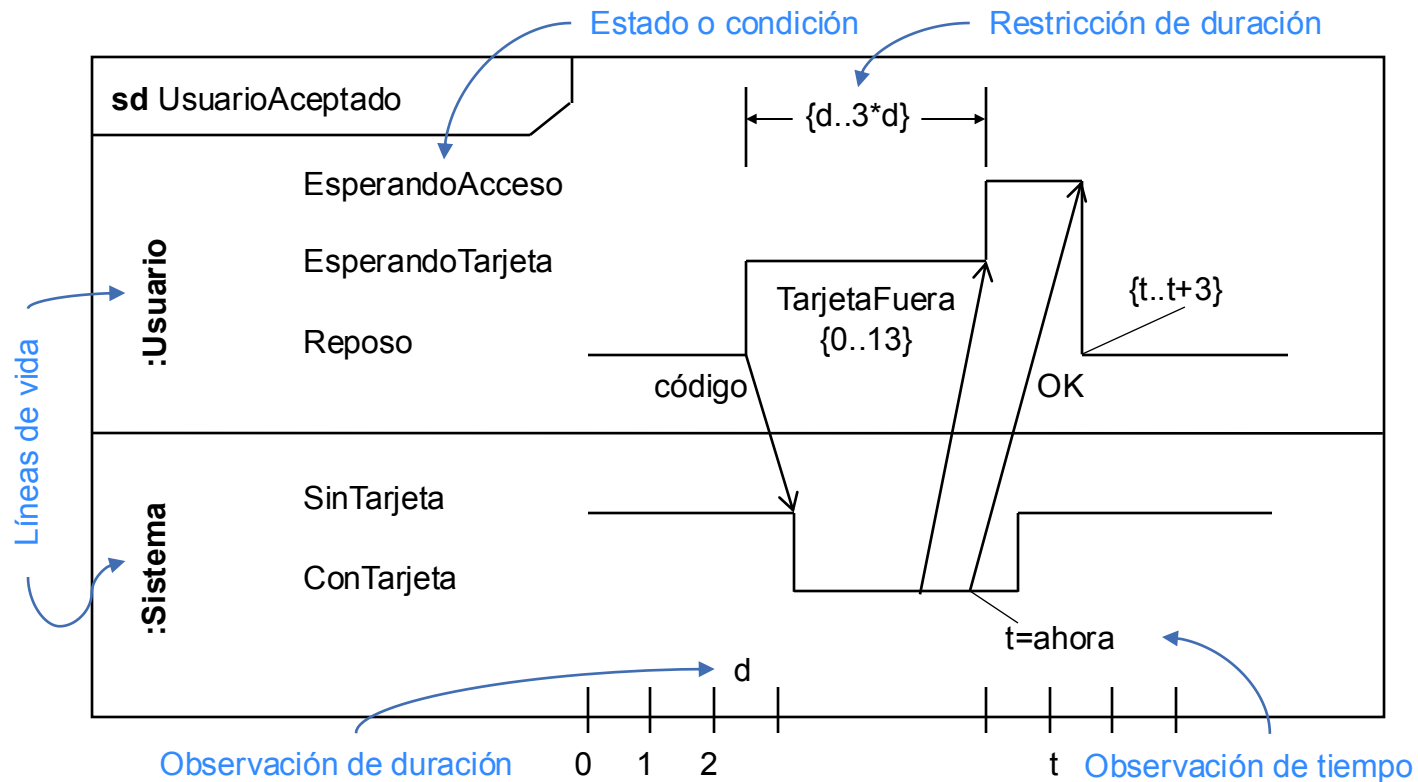 Estado o condición
Restricción de duración
sd UsuarioAceptado
{d..3*d}
EsperandoAcceso
EsperandoTarjeta
Reposo
:Usuario
TarjetaFuera
{0..13}
{t..t+3}
código
OK
Líneas de vida
SinTarjeta
ConTarjeta
:Sistema
t=ahora
d
0 1 2 t
Observación de duración
Observación de tiempo